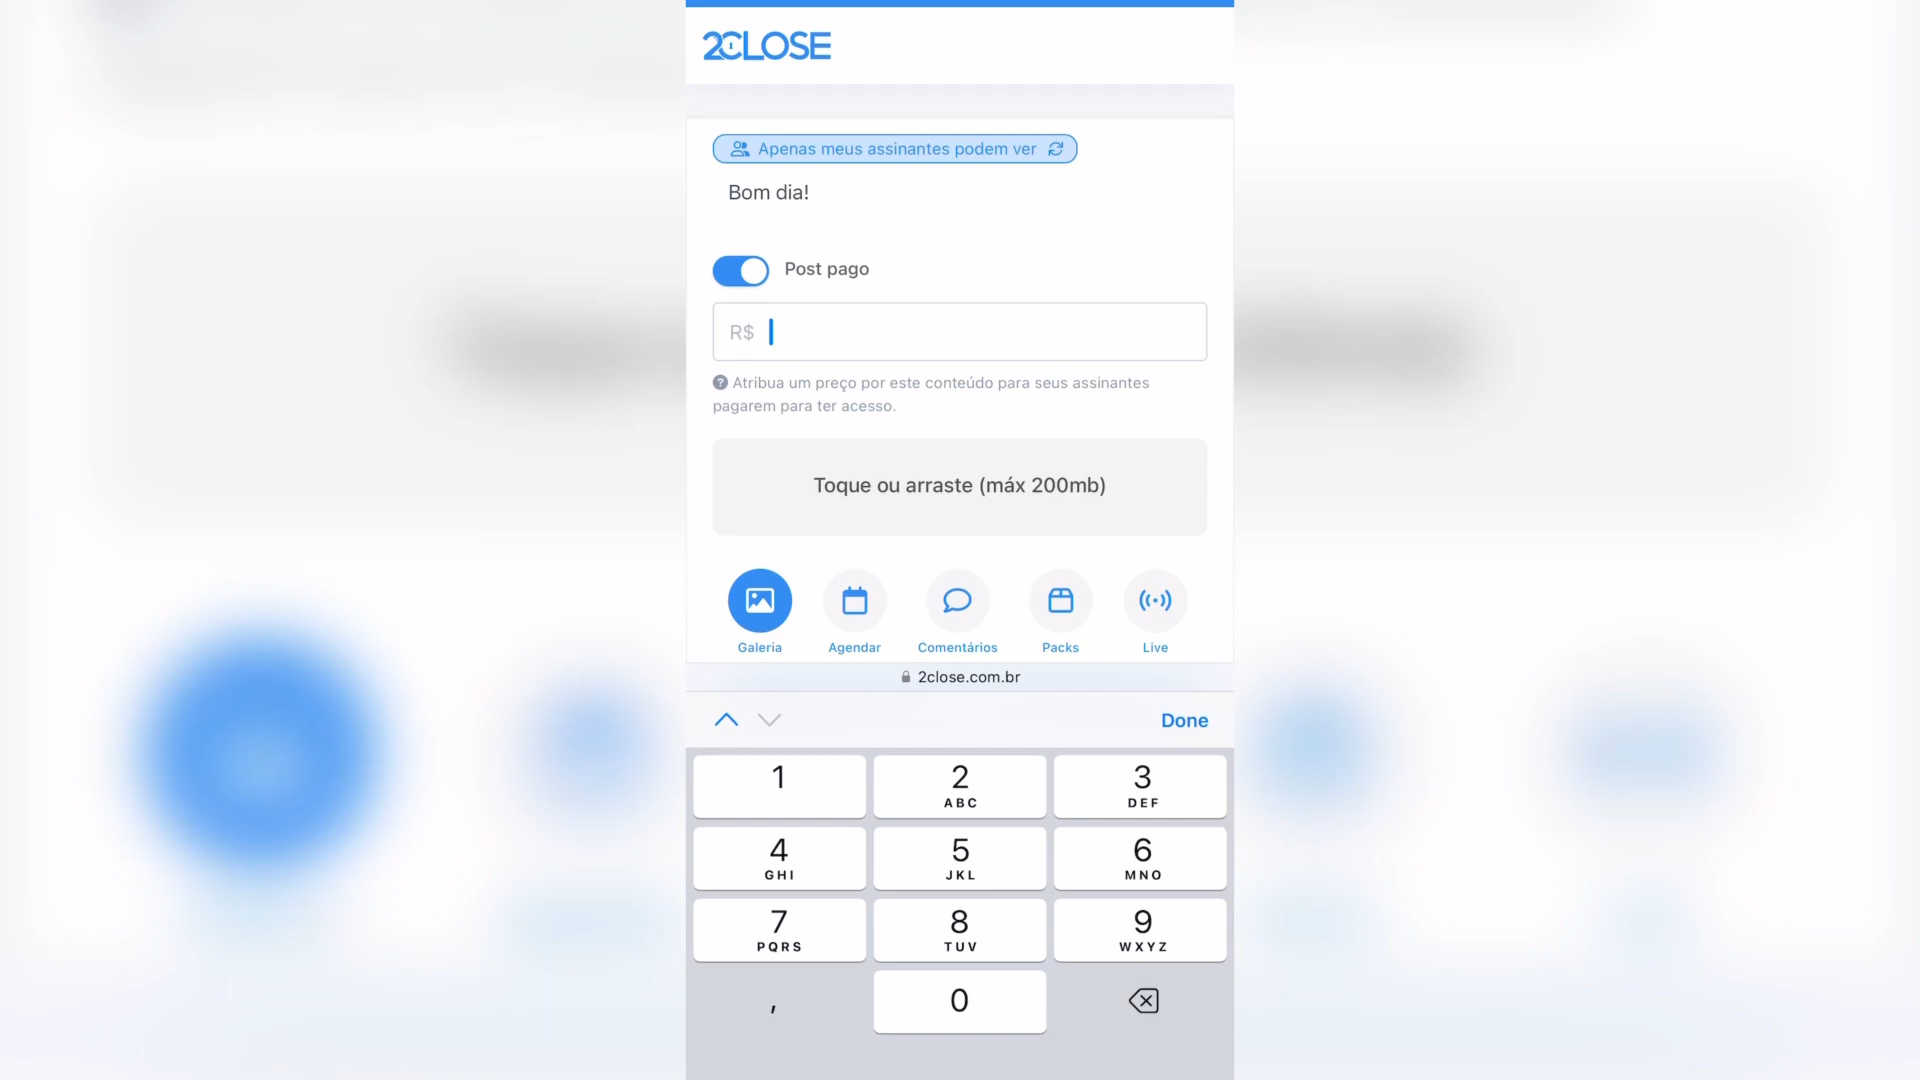 2CLOSE
Apenas meus assinantes podem ver
Bom dia!
Post pago
R$
Atribua um preço por este conteúdo para seus assinantes
pagarem para ter acesso.
Toque ou arraste (máx 200mb)
Galeria Agendar Comentários Packs Live
2close.com.br
Done
1 2 3
ABC DEF
4 5 6
GHI JKL MNO
7 8 9
PQRS TUV WXYZ
, 0